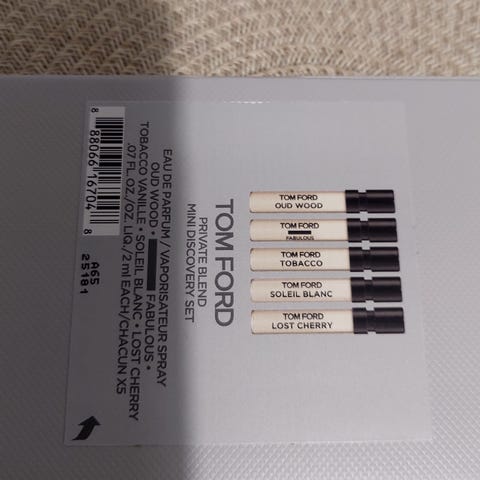 TOM FORD
PRIVATE BLEND
MINI DISCOVERY SET
EAU DE PARFUM / VAPORISATEUR SPRAY
OUD WOOD • FABULOUS •
TOBACCO VANILLE • SOLEIL BLANC • LOST CHERRY
.07 FL. OZ./OZ. LIQ/2 ml EACH/CHACUN X5
8 88066 16704 8
A65
25181
TOM FORD
OUD WOOD
TOM FORD
FABULOUS
TOM FORD
TOBACCO
TOM FORD
SOLEIL BLANC
TOM FORD
LOST CHERRY